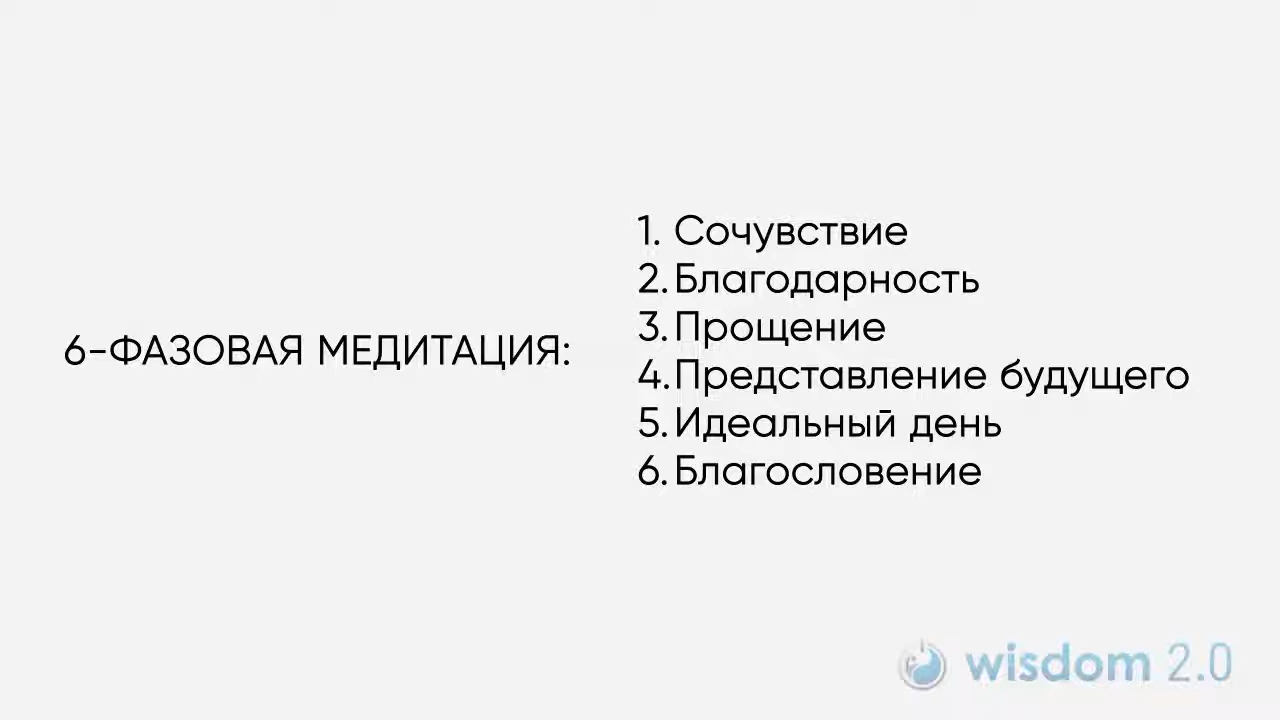 6-ФАЗОВАЯ МЕДИТАЦИЯ:
1. Сочувствие
2. Благодарность
3. Прощение
4. Представление будущего
5. Идеальный день
6. Благословение
wisdom 2.0